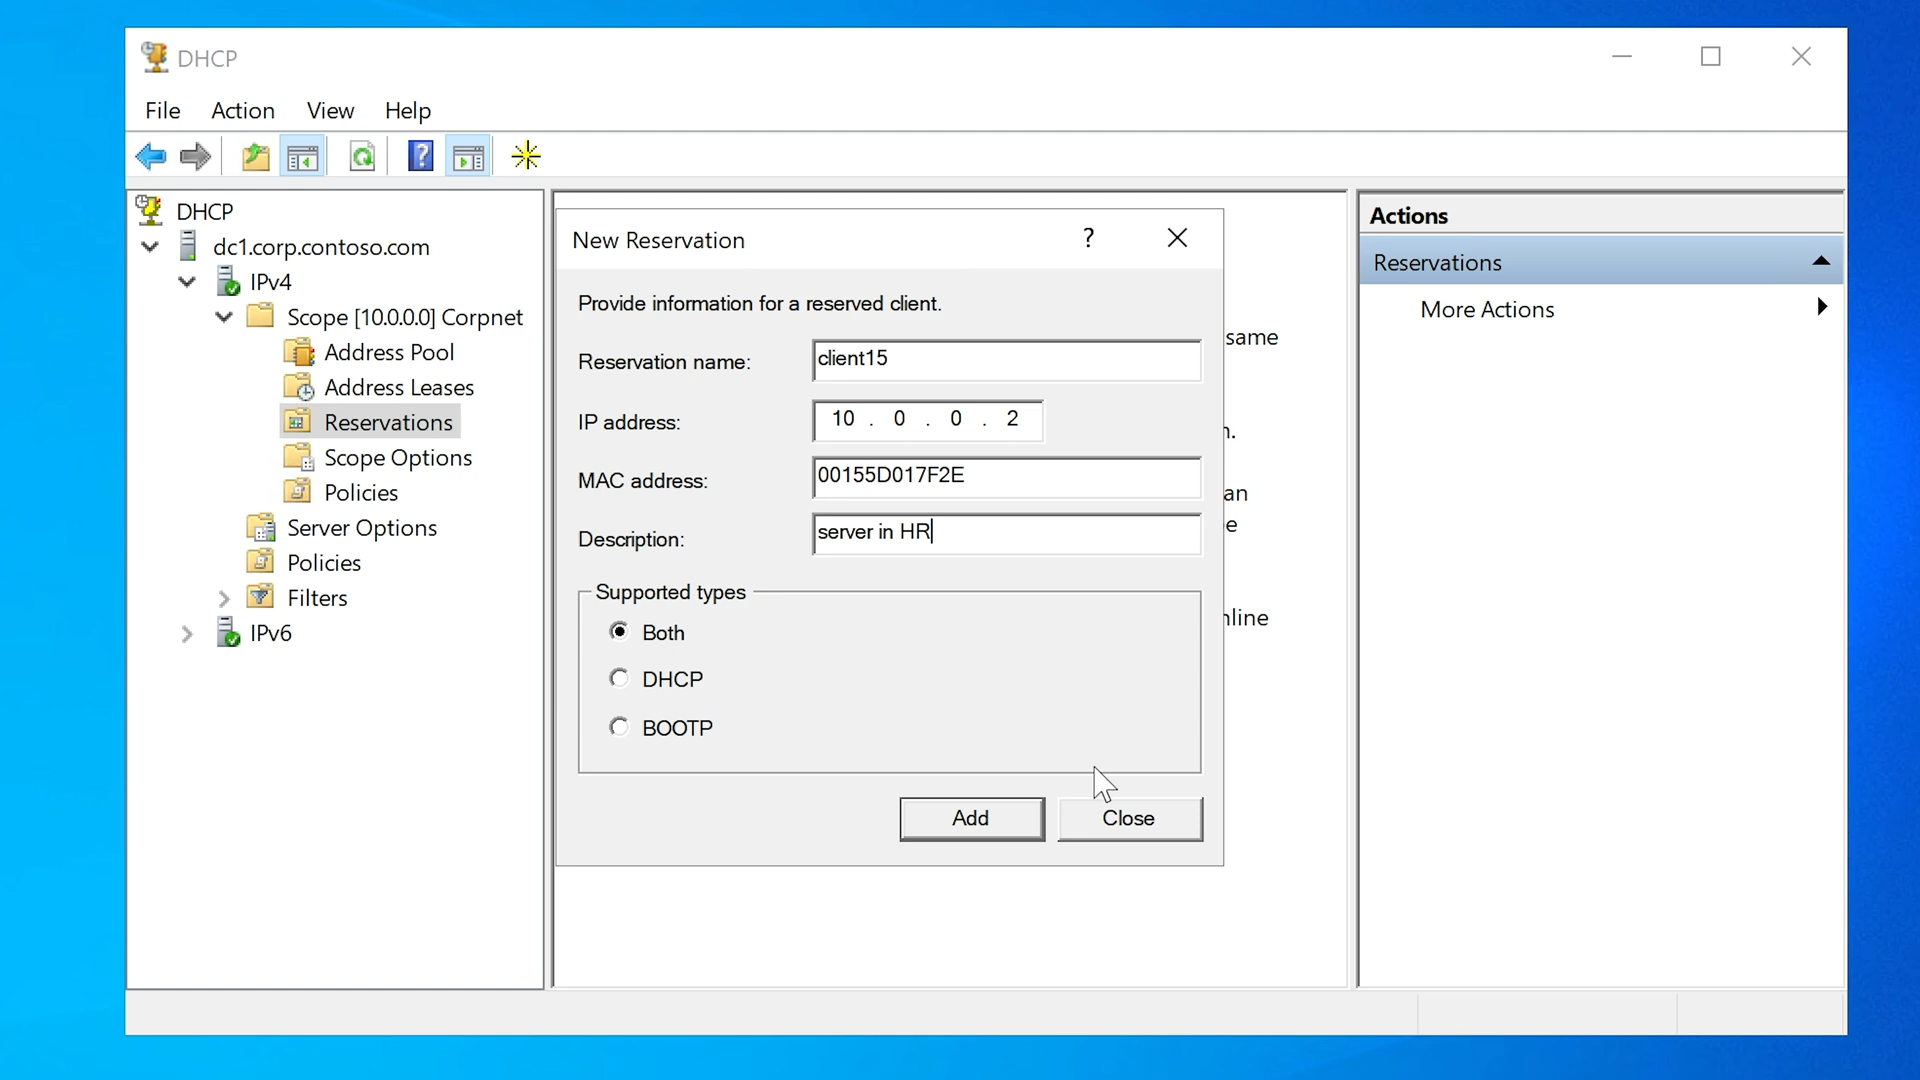 DHCP
File Action View Help
DHCP
dc1.corp.contoso.com
IPv4
Scope [10.0.0.0] Corpnet
Address Pool
Address Leases
Reservations
Scope Options
Policies
Server Options
Policies
Filters
IPv6
New Reservation ?
Provide information for a reserved client.
Reservation name: client15
IP address: 10 . 0 . 0 . 2
MAC address: 00155D017F2E
Description: server in HR
Supported types
Both
DHCP
BOOTP
Add Close
same
an
Actions
Reservations
More Actions